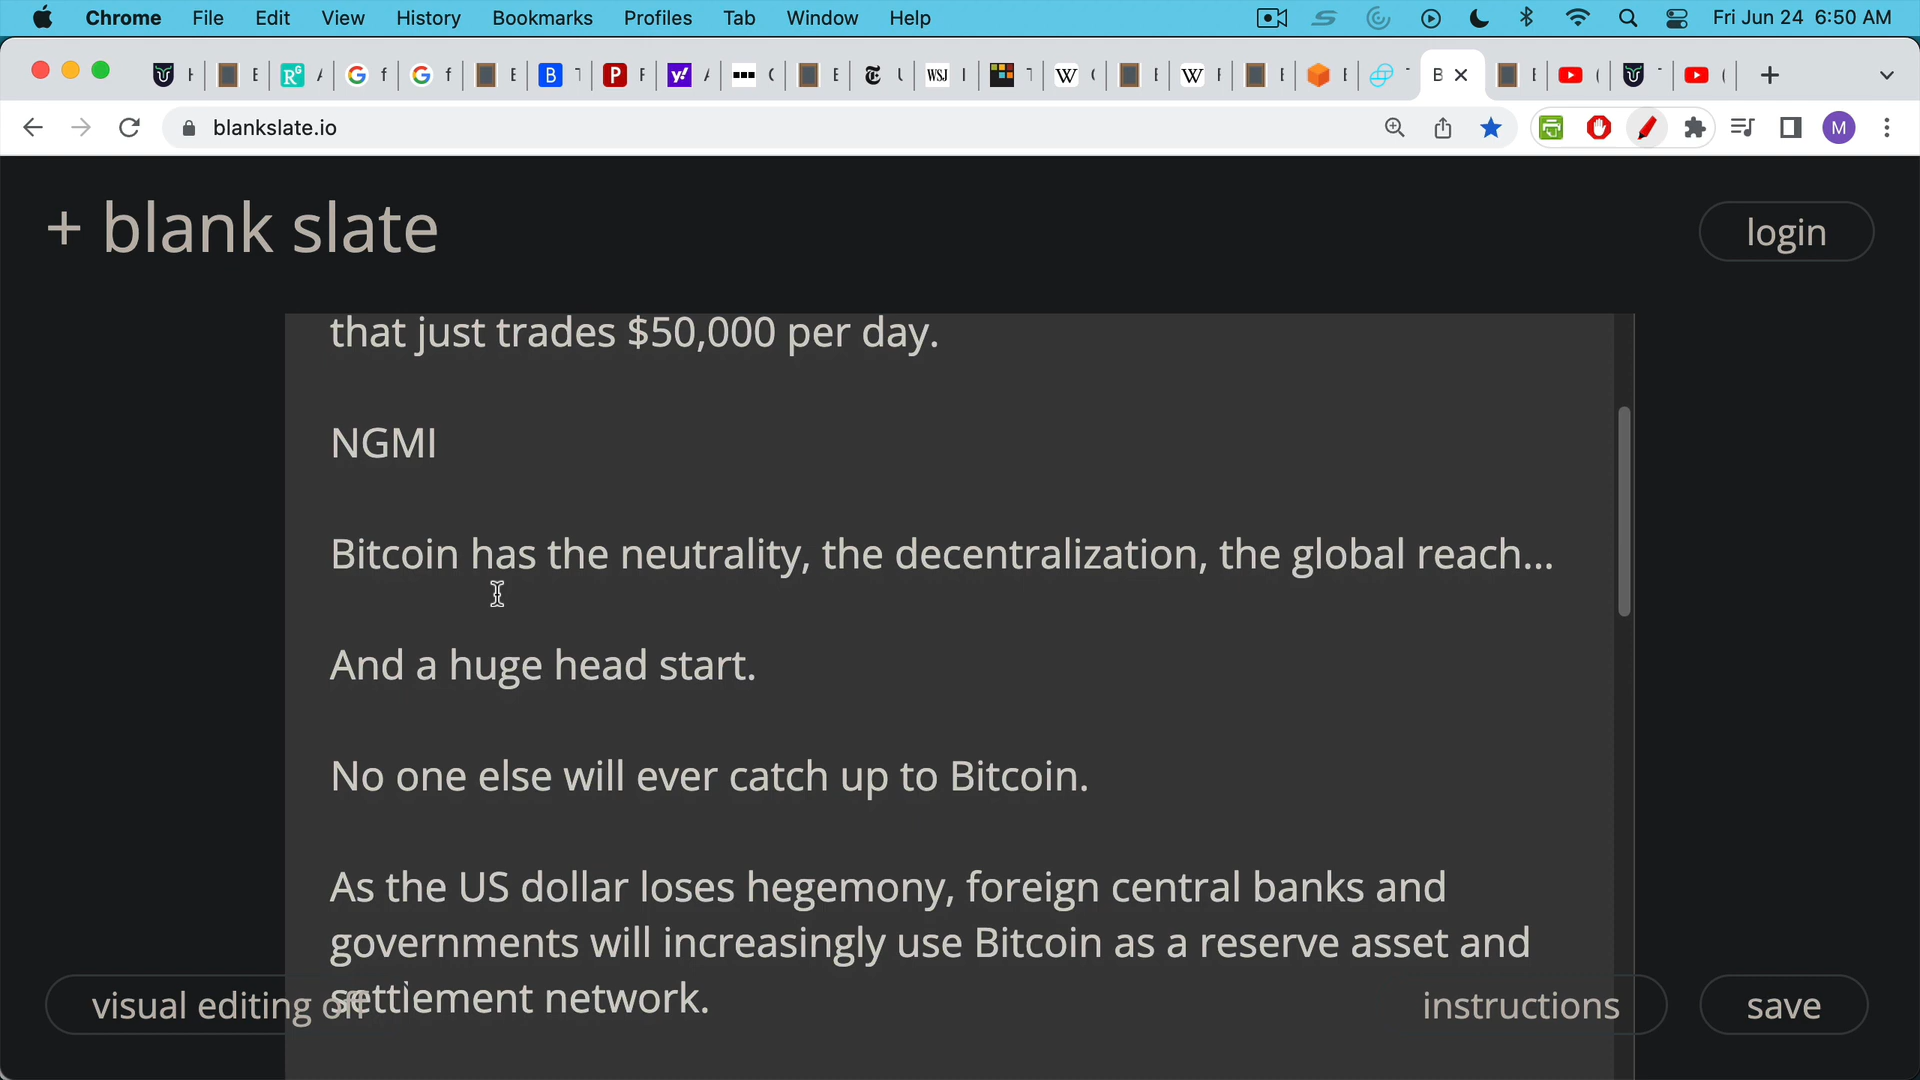 Chrome File Edit View History Bookmarks Profiles Tab Window Help Fri Jun 24 6:50 AM
B
blankslate.io
M
+ blank slate
login
that just trades $50,000 per day.
NGMI
Bitcoin has the neutrality, the decentralization, the global reach...
And a huge head start.
No one else will ever catch up to Bitcoin.
As the US dollar loses hegemony, foreign central banks and
governments will increasingly use Bitcoin as a reserve asset and
settlement network.
visual editing off
instructions
save